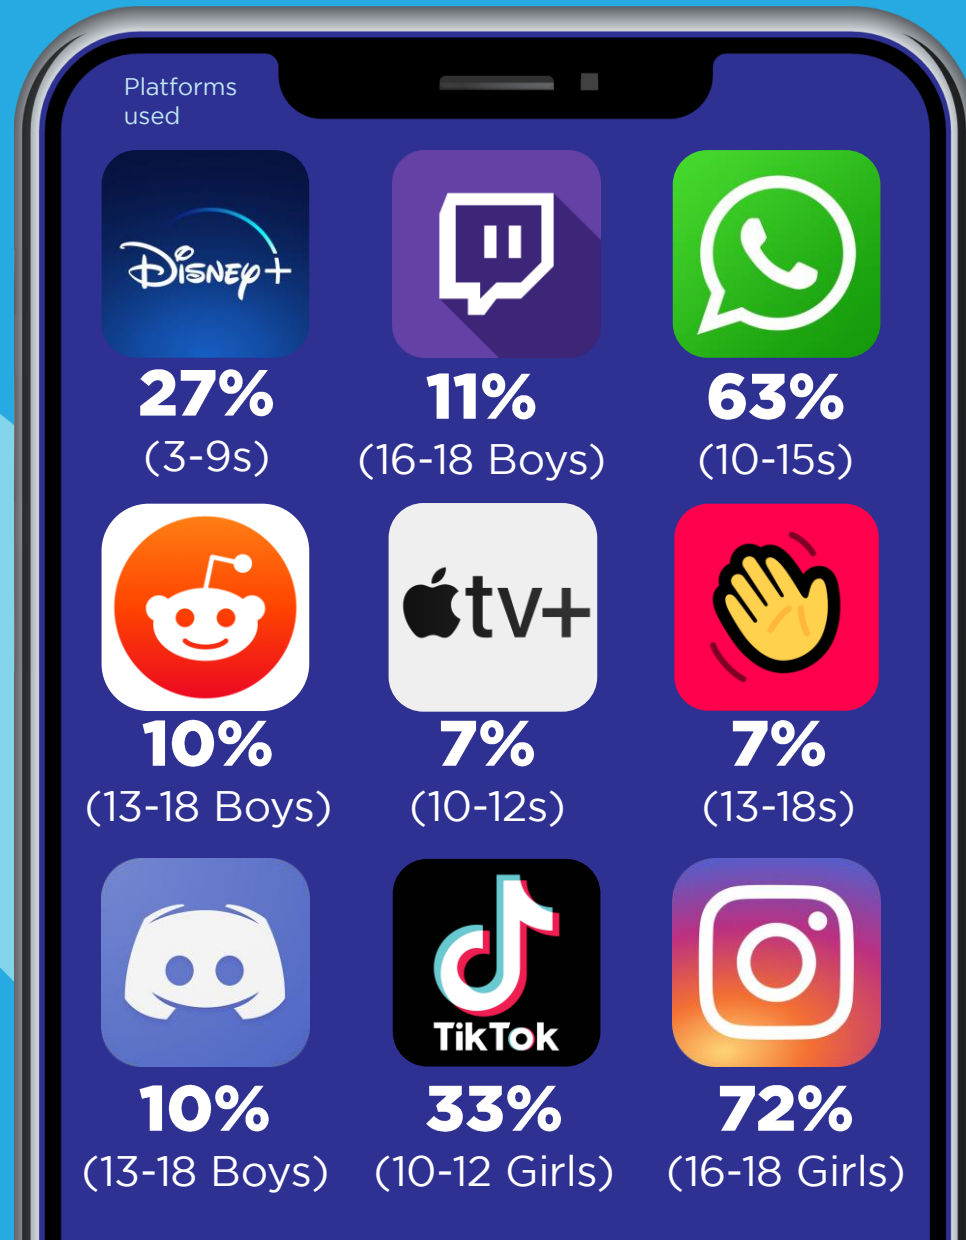 Platforms
used
Disney+
27%
(3-9s)
11%
(16-18 Boys)
63%
(10-15s)
10%
(13-18 Boys)
tv+
7%
(10-12s)
7%
(13-18s)
10%
(13-18 Boys)
TikTok
33%
(10-12 Girls)
72%
(16-18 Girls)